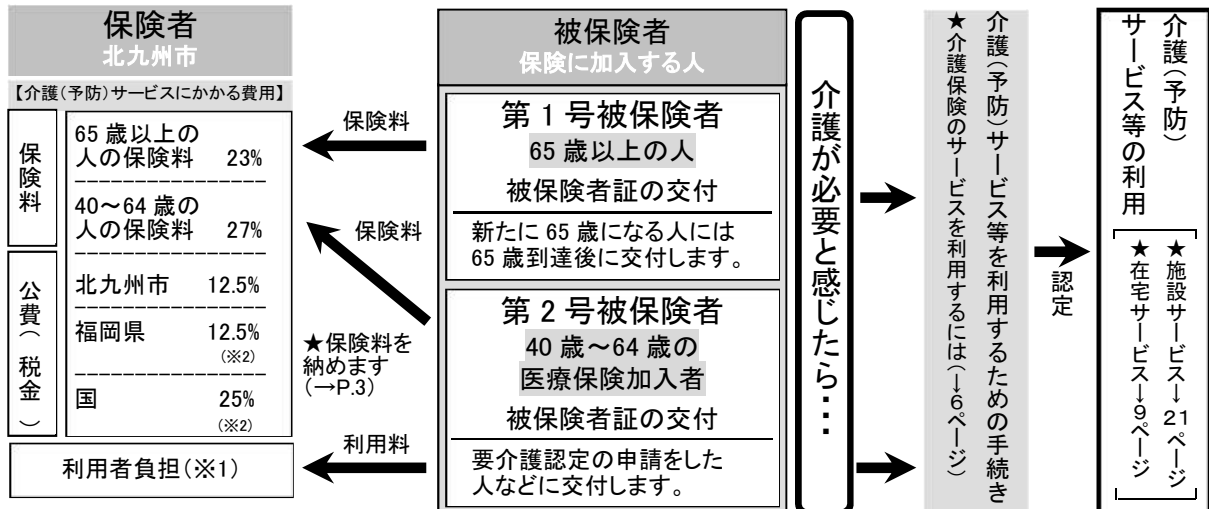 保険者
北九州市
【介護(予防)サービスにかかる費用】
保険料
65歳以上の
人の保険料 23%
40～64歳の
人の保険料 27%
公費(税金)
北九州市 12.5%
福岡県 12.5%
(※2)
国 25%
(※2)
利用者負担(※1)
保険料
保険料
★保険料を
納めます
(→P.3)
利用料
被保険者
保険に加入する人
第1号被保険者
65歳以上の人
被保険者証の交付
新たに65歳になる人には
65歳到達後に交付します。
第2号被保険者
40歳～64歳の
医療保険加入者
被保険者証の交付
要介護認定の申請をした
人などに交付します。
介護が必要と感じたら・・・
介護(予防)サービス等を利用するための手続き
★介護保険のサービスを利用するには(→6ページ)
認定
介護(予防)
サービス等の利用
★施設サービス→21ページ
★在宅サービス→9ページ